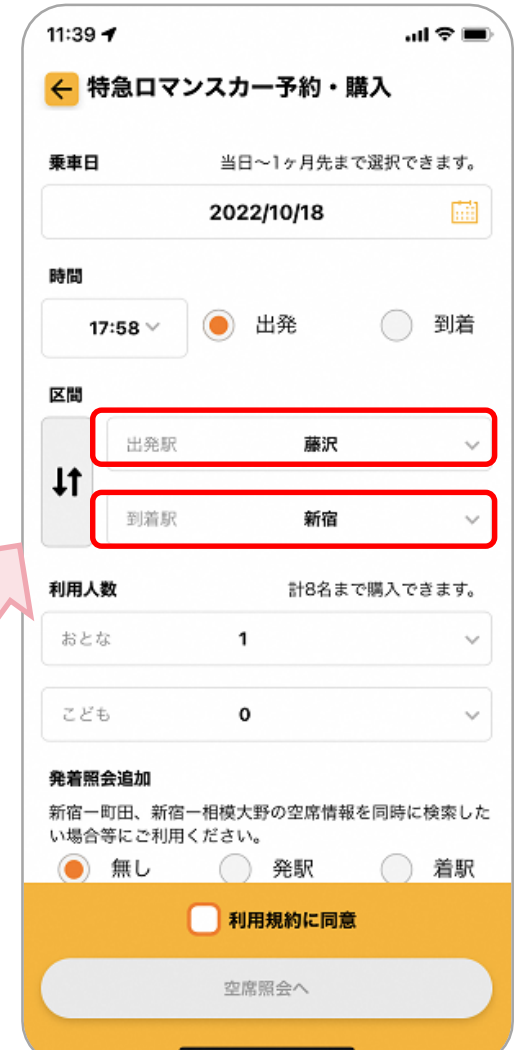 11:39
特急ロマンスカー予約・購入
乗車日 当日〜1ヶ月先まで選択できます。
2022/10/18
時間
17:58 出発 到着
区間
出発駅 藤沢
到着駅 新宿
利用人数 計8名まで購入できます。
おとな 1
こども 0
発着照会追加
新宿ー町田、新宿ー相模大野の空席情報を同時に検索した
い場合等にご利用ください。
無し 発駅 着駅
利用規約に同意
空席照会へ